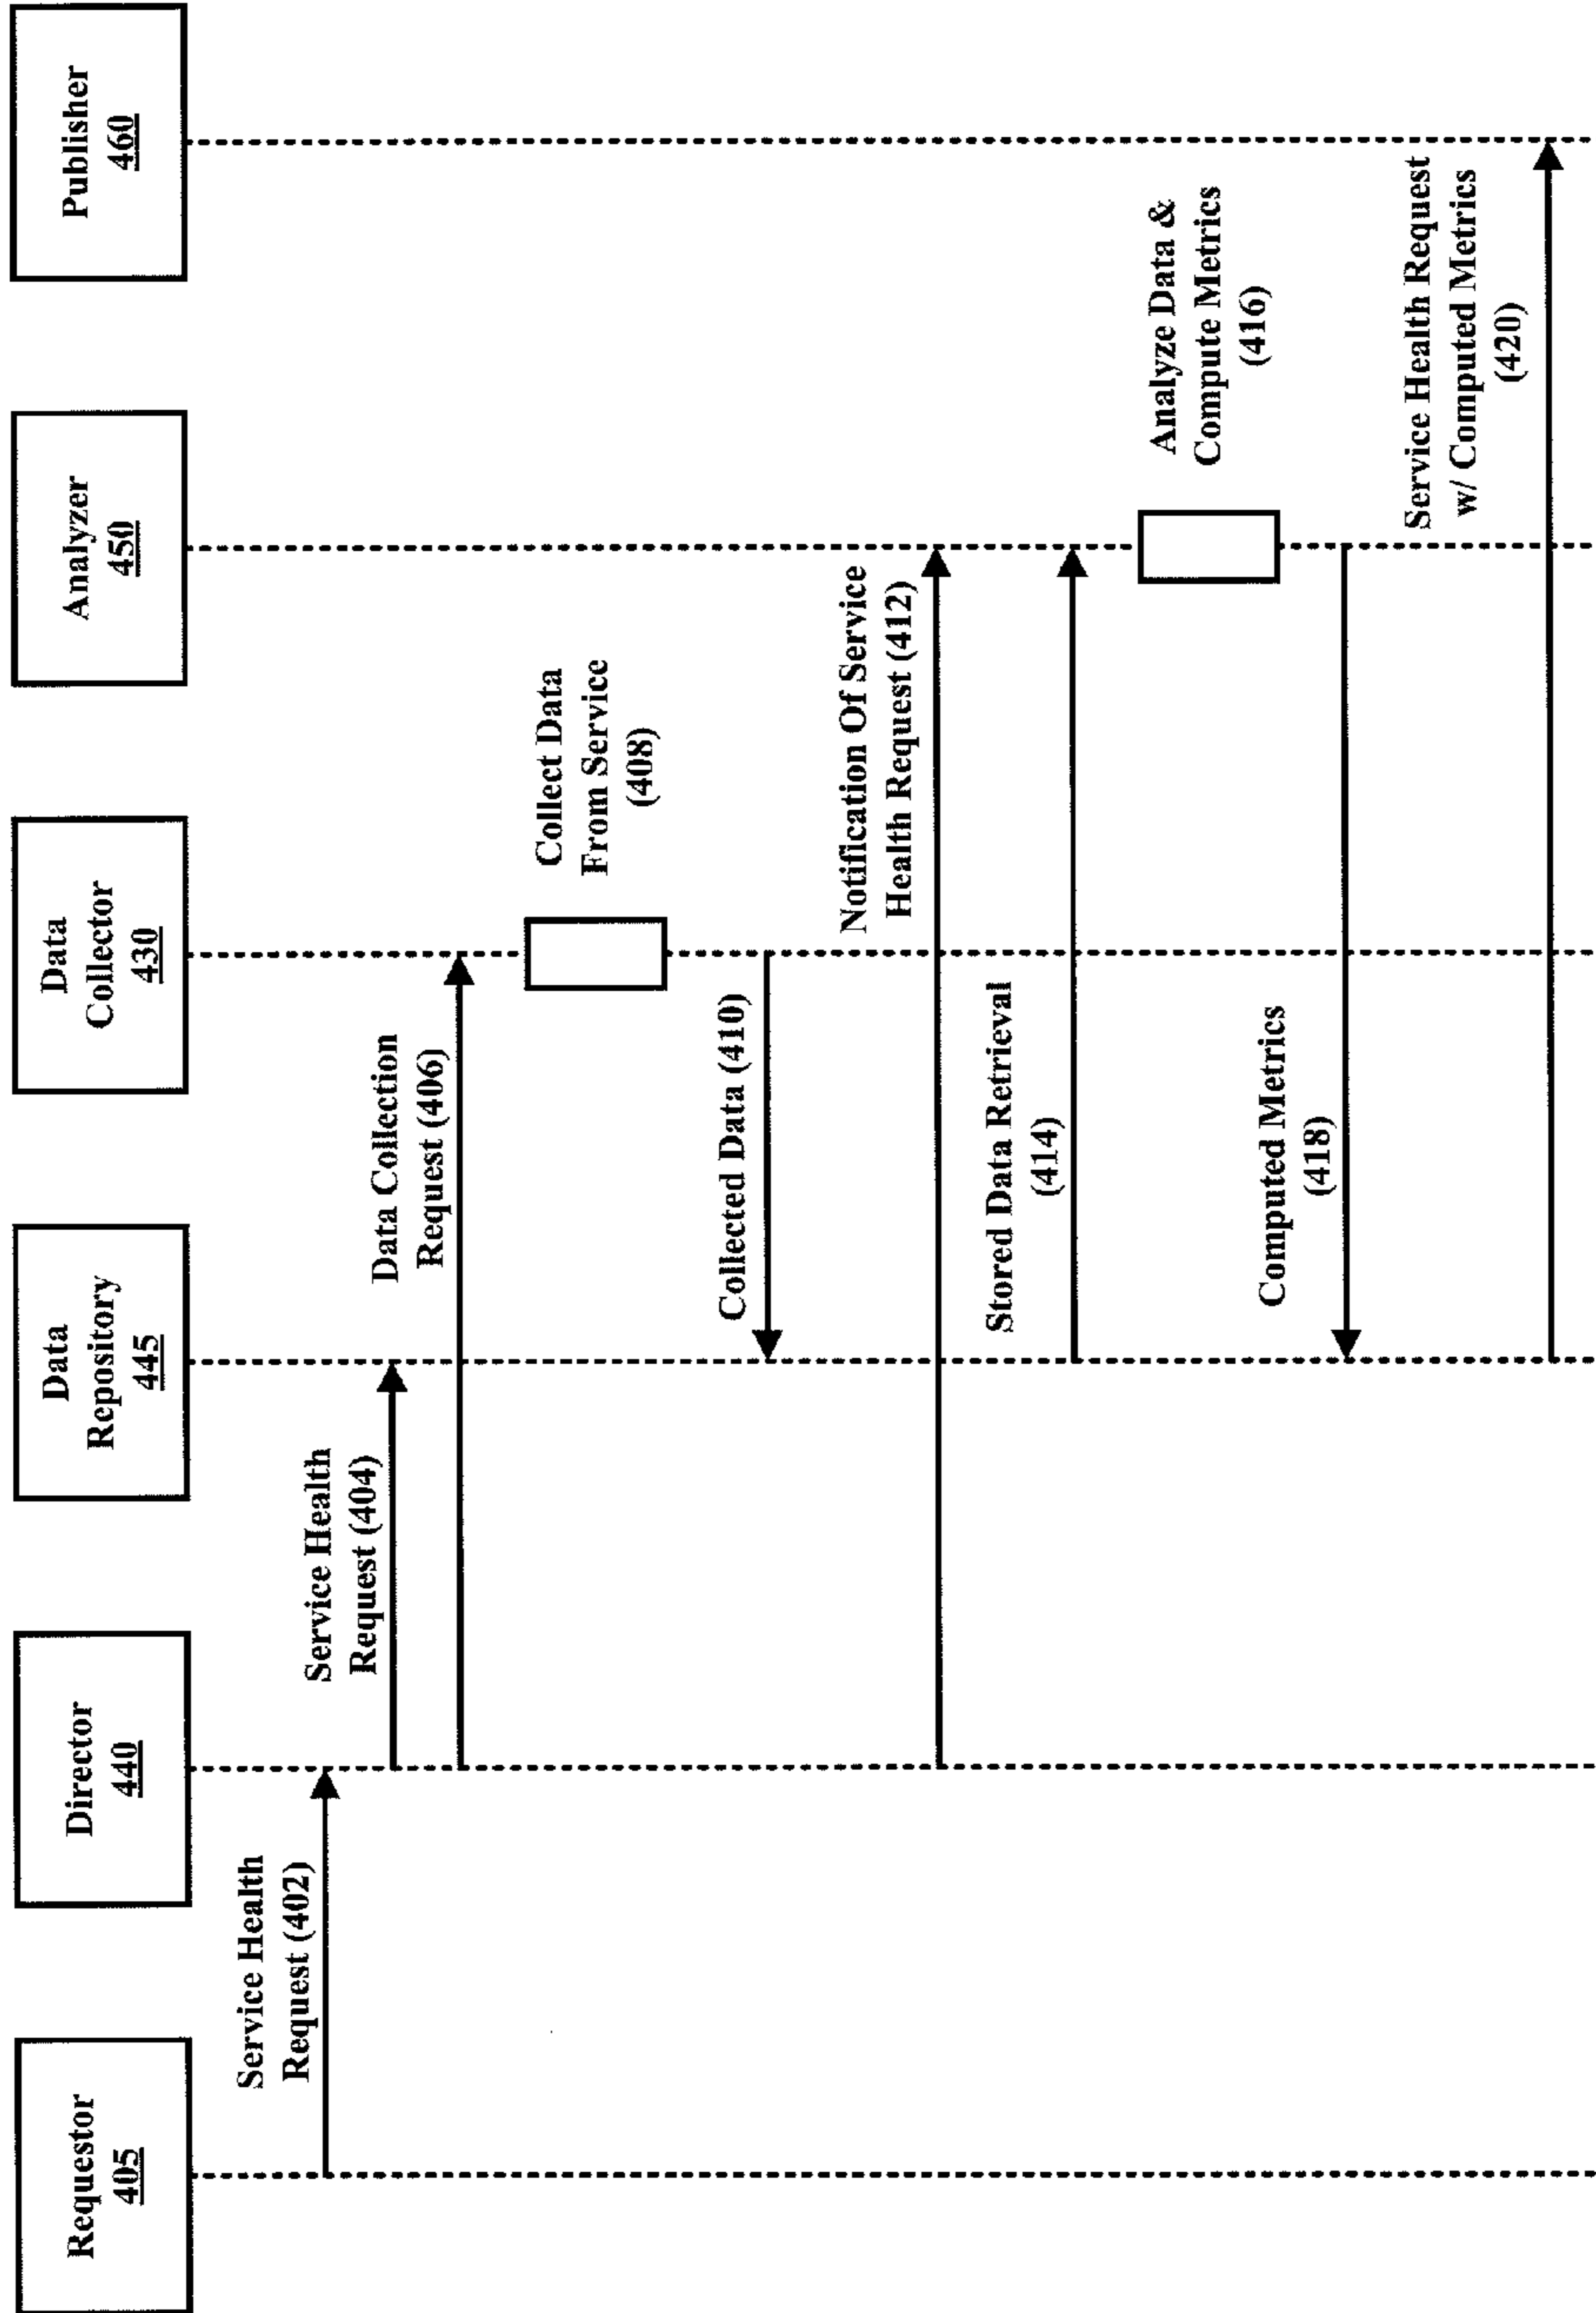 Requestor
405
Director
440
Data
Repository
445
Data
Collector
430
Analyzer
450
Publisher
460
Service Health
Request (402)
Service Health
Request (404)
Data Collection
Request (406)
Collect Data
From Service
(408)
Collected Data (410)
Notification Of Service
Health Request (412)
Stored Data Retrieval
(414)
Analyze Data &
Compute Metrics
(416)
Computed Metrics
(418)
Service Health Request
w/ Computed Metrics
(420)